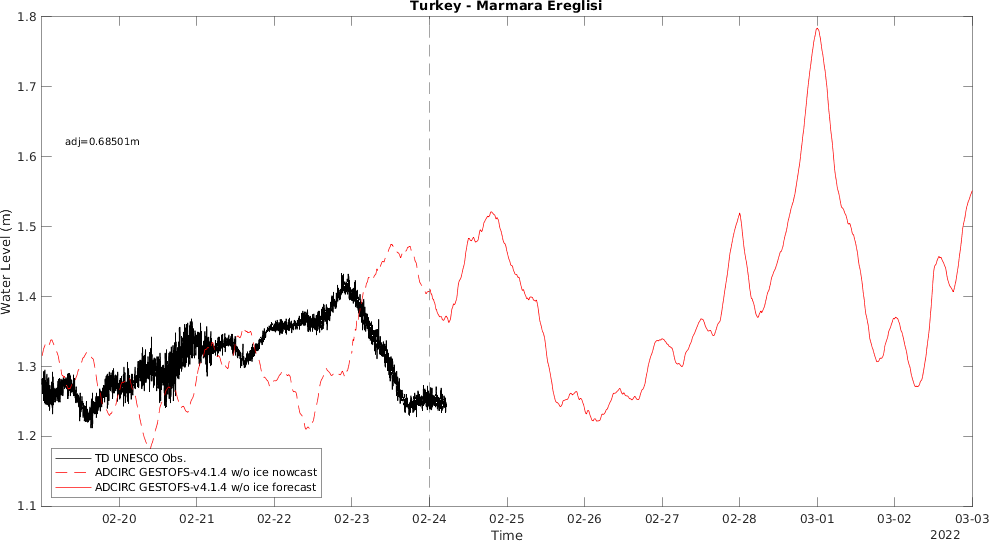 Turkey - Marmara Ereglisi
1.8
1.7
1.6
1.5
1.4
1.3
1.2
1.1
Water Level (m)
adj=0.68501m
TD UNESCO Obs.
ADCIRC GESTOFS-v4.1.4 w/o ice nowcast
ADCIRC GESTOFS-v4.1.4 w/o ice forecast
02-20 02-21 02-22 02-23 02-24 02-25 02-26 02-27 02-28 03-01 03-02 03-03
Time
2022